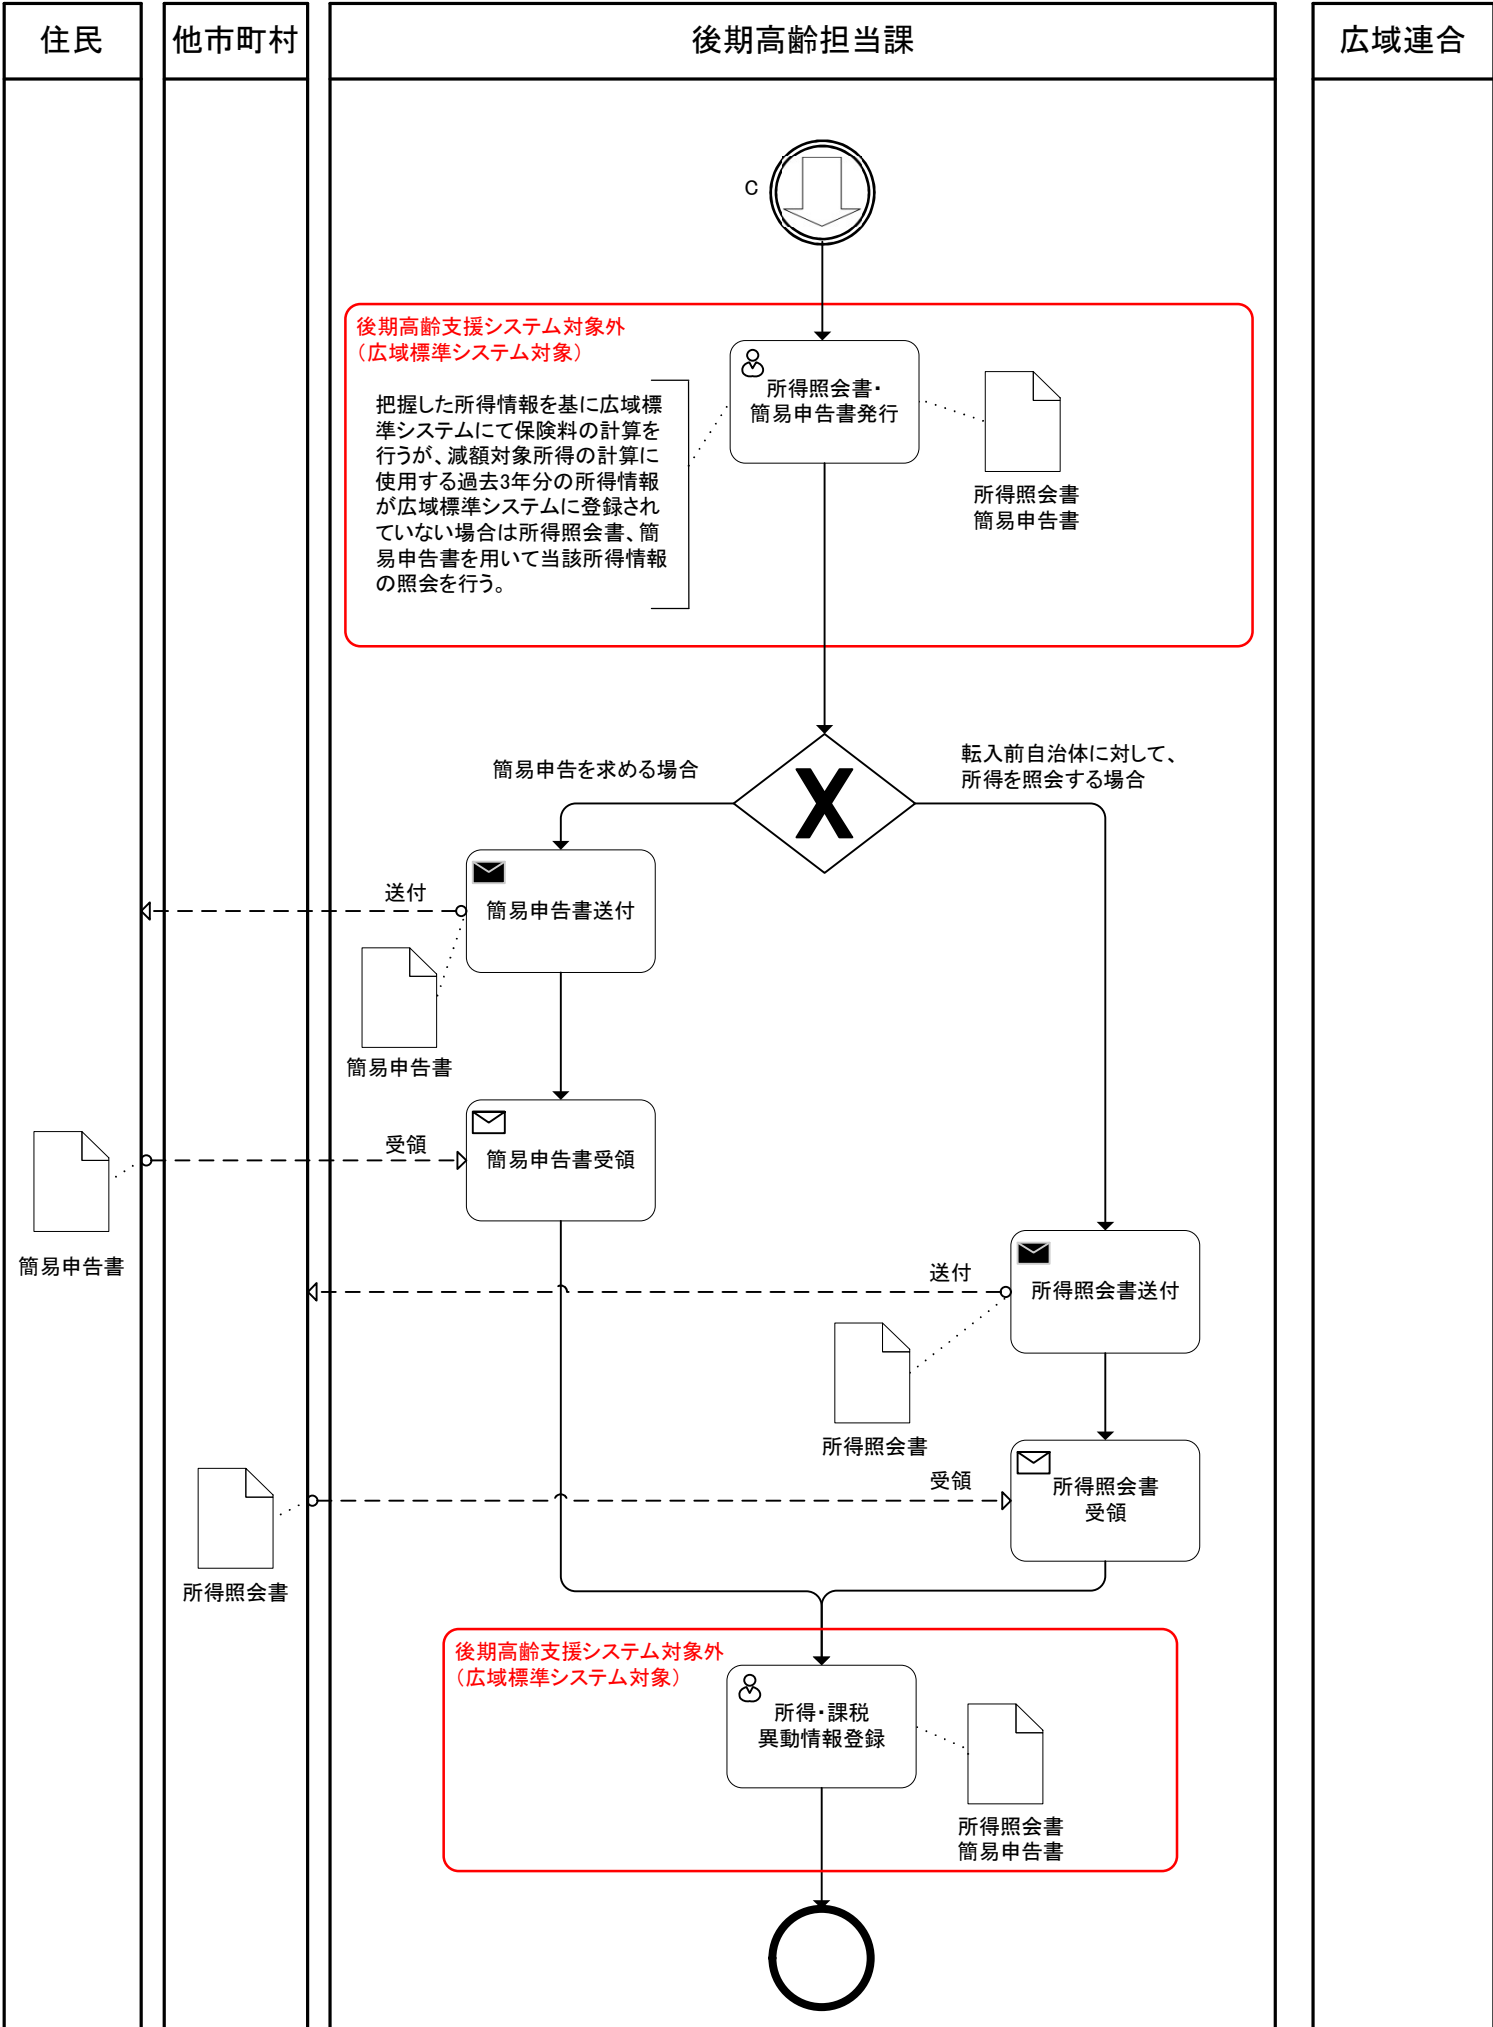 住民
他市町村
後期高齢担当課
広域連合
C
後期高齢支援システム対象外
（広域標準システム対象）
把握した所得情報を基に広域標
準システムにて保険料の計算を
行うが、減額対象所得の計算に
使用する過去3年分の所得情報
が広域標準システムに登録され
ていない場合は所得照会書、簡
易申告書を用いて当該所得情報
の照会を行う。
所得照会書・
簡易申告書発行
所得照会書
簡易申告書
簡易申告を求める場合
転入前自治体に対して、
所得を照会する場合
X
送付
簡易申告書送付
簡易申告書
受領
簡易申告書受領
簡易申告書
送付
所得照会書送付
所得照会書
受領
所得照会書
受領
所得照会書
後期高齢支援システム対象外
（広域標準システム対象）
所得・課税
異動情報登録
所得照会書
簡易申告書